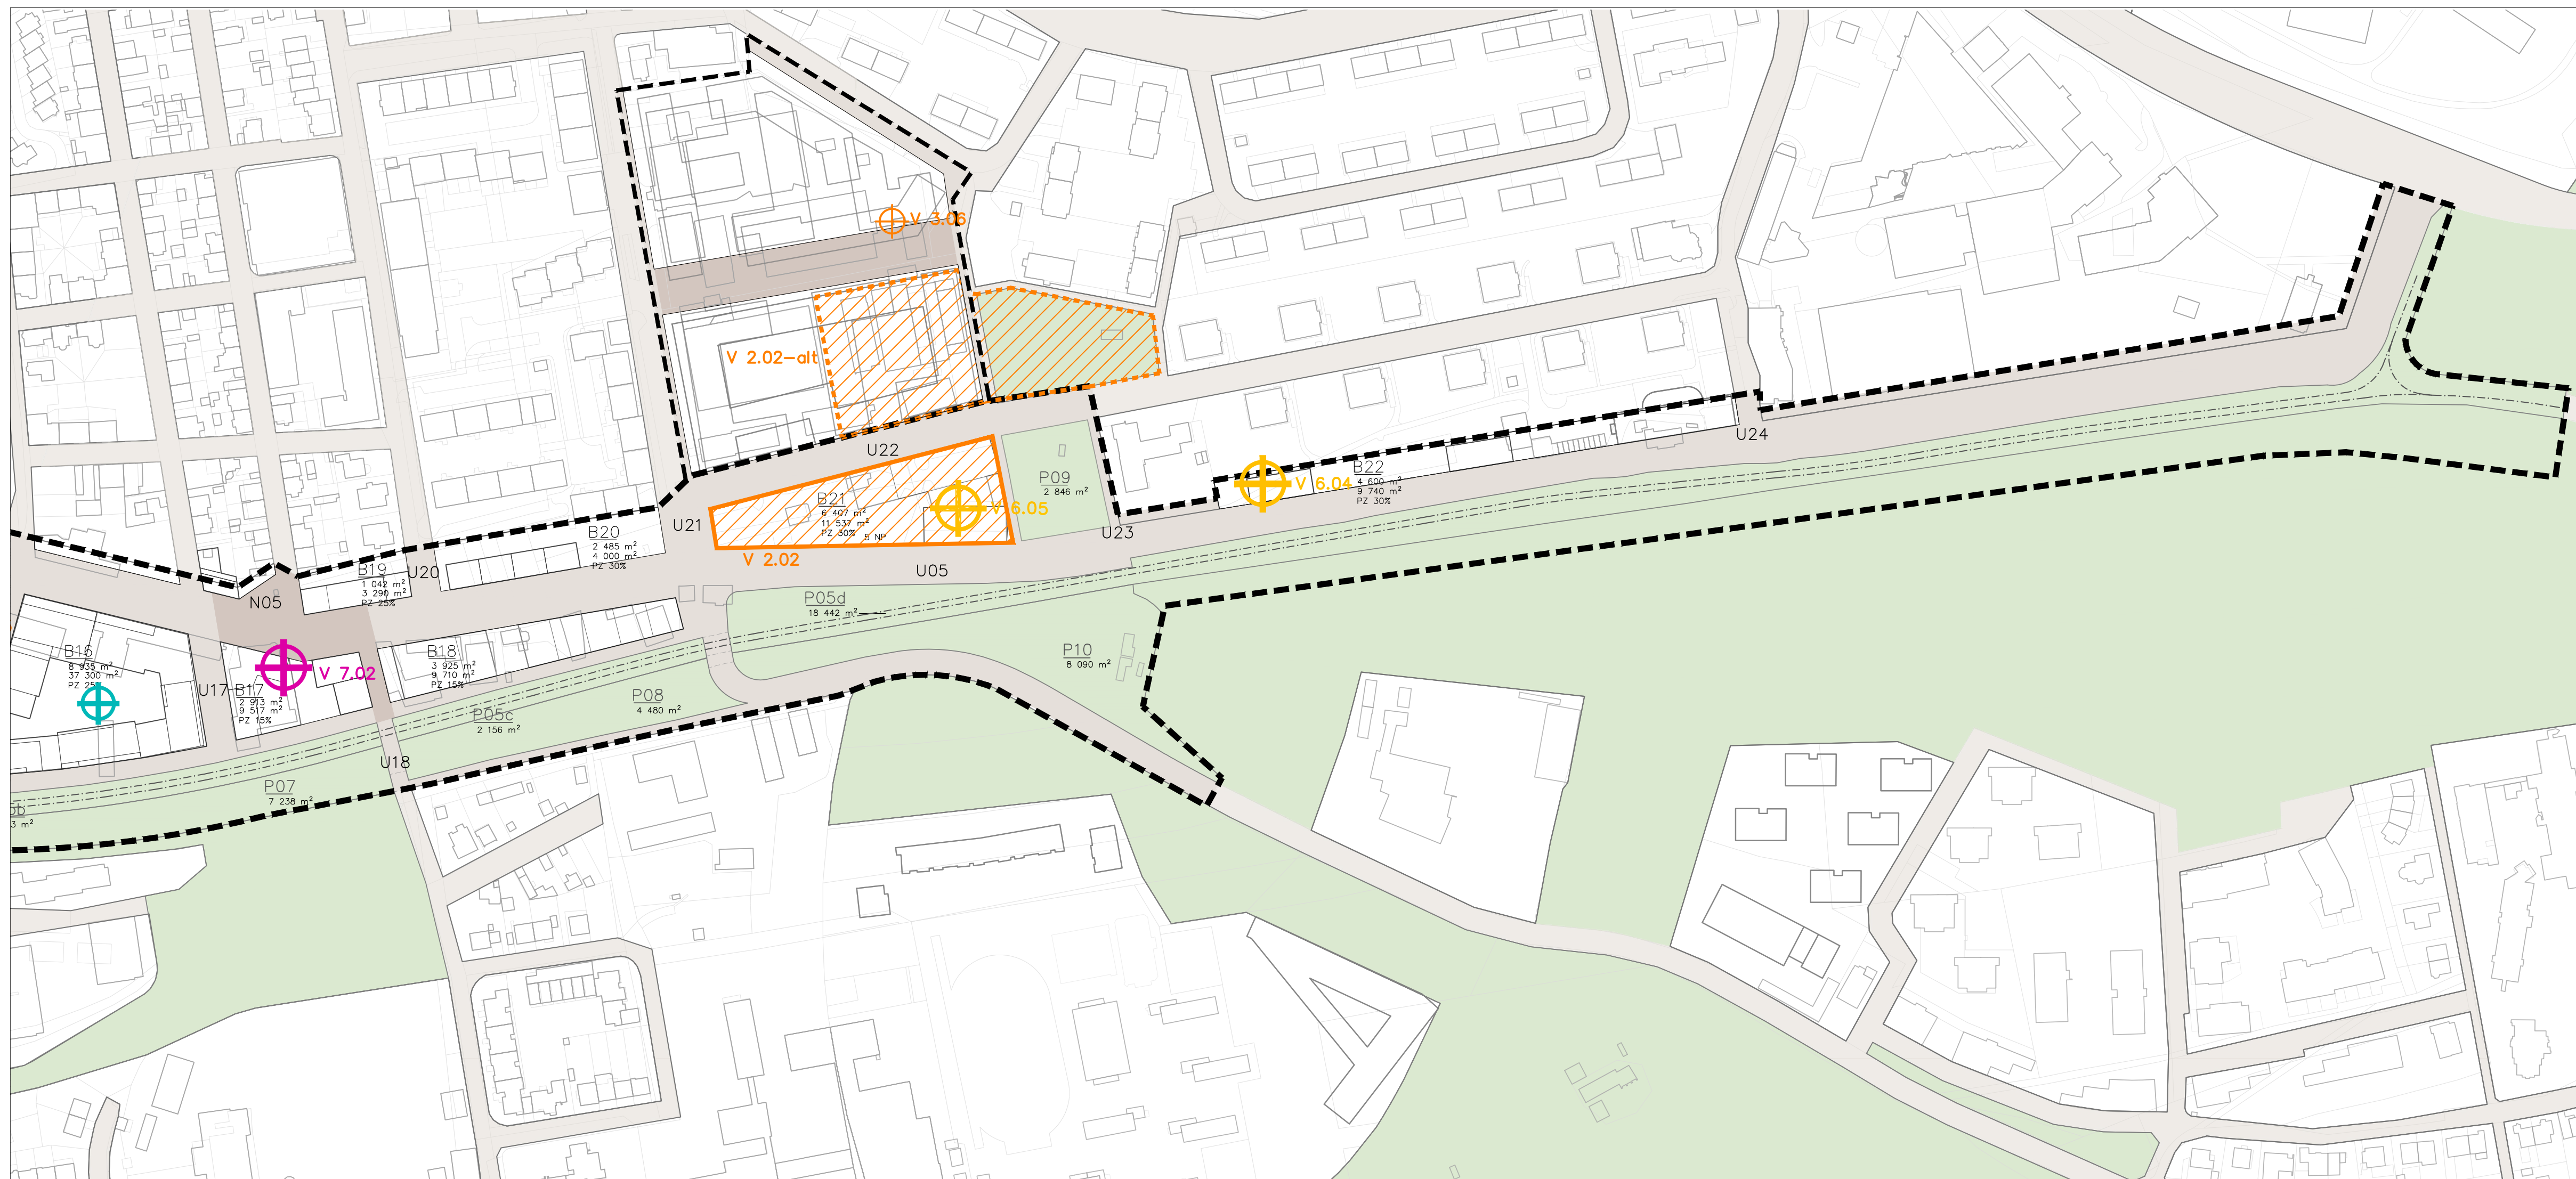 V 3.06
V 2.02-alt
U22
U24
P09
2 846 m²
B22
4 600 m²
9 740 m²
PZ 30%
V 6.04
B21
6 407 m²
11 537 m²
PZ 30%
5 NP
V 6.05
U21
U23
B20
2 485 m²
4 000 m²
PZ 30%
V 2.02
U05
B19
1 042 m²
3 290 m²
PZ 25%
U20
N05
P05d
18 442 m²
B16
8 935 m²
37 300 m²
PZ 25%
B18
3 925 m²
9 710 m²
PZ 15%
P10
8 090 m²
V 7.02
U17
B17
2 913 m²
9 517 m²
PZ 15%
P08
4 480 m²
P05c
2 156 m²
U18
P07
7 238 m²
3 m²